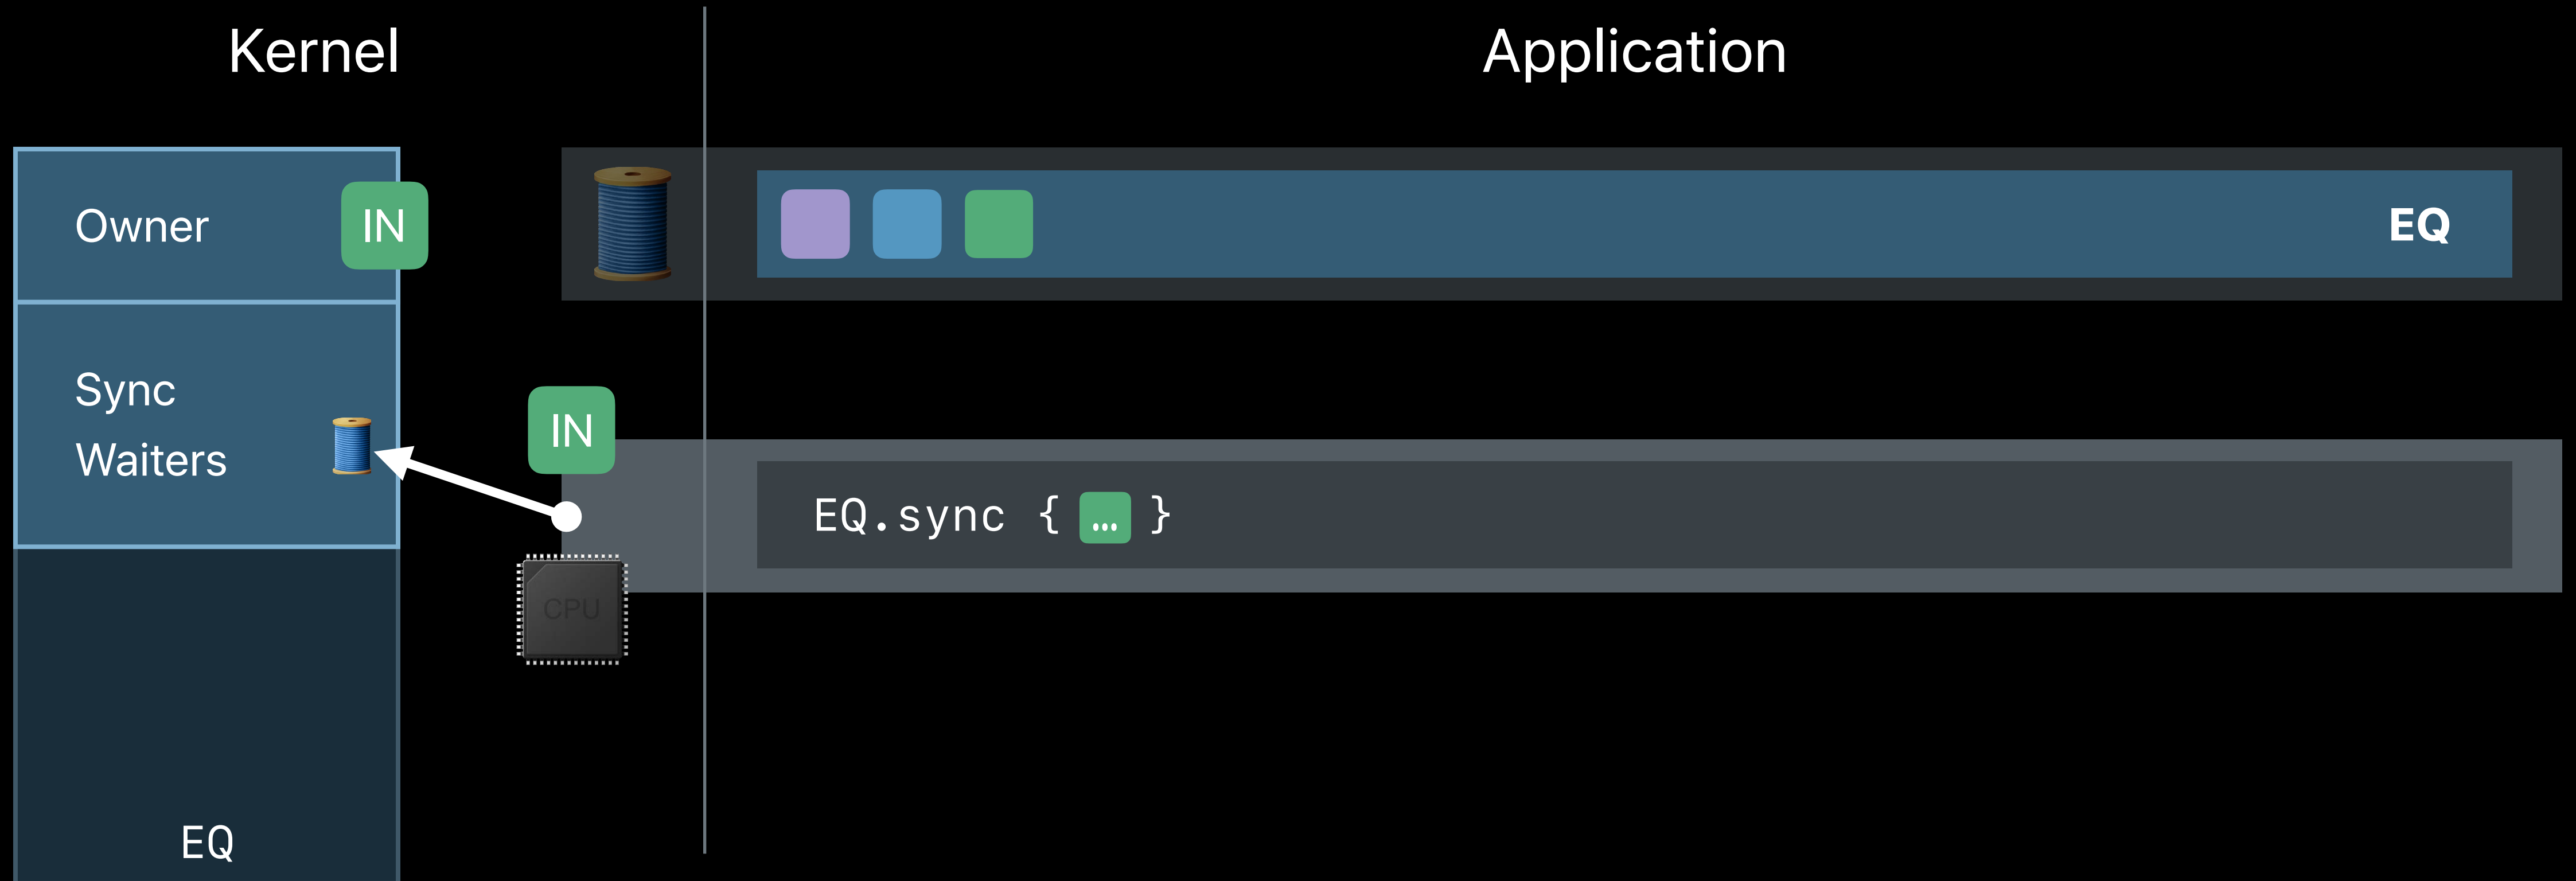 Kernel
Application
Owner
IN
EQ
Sync
Waiters
IN
EQ.sync { … }
CPU
EQ